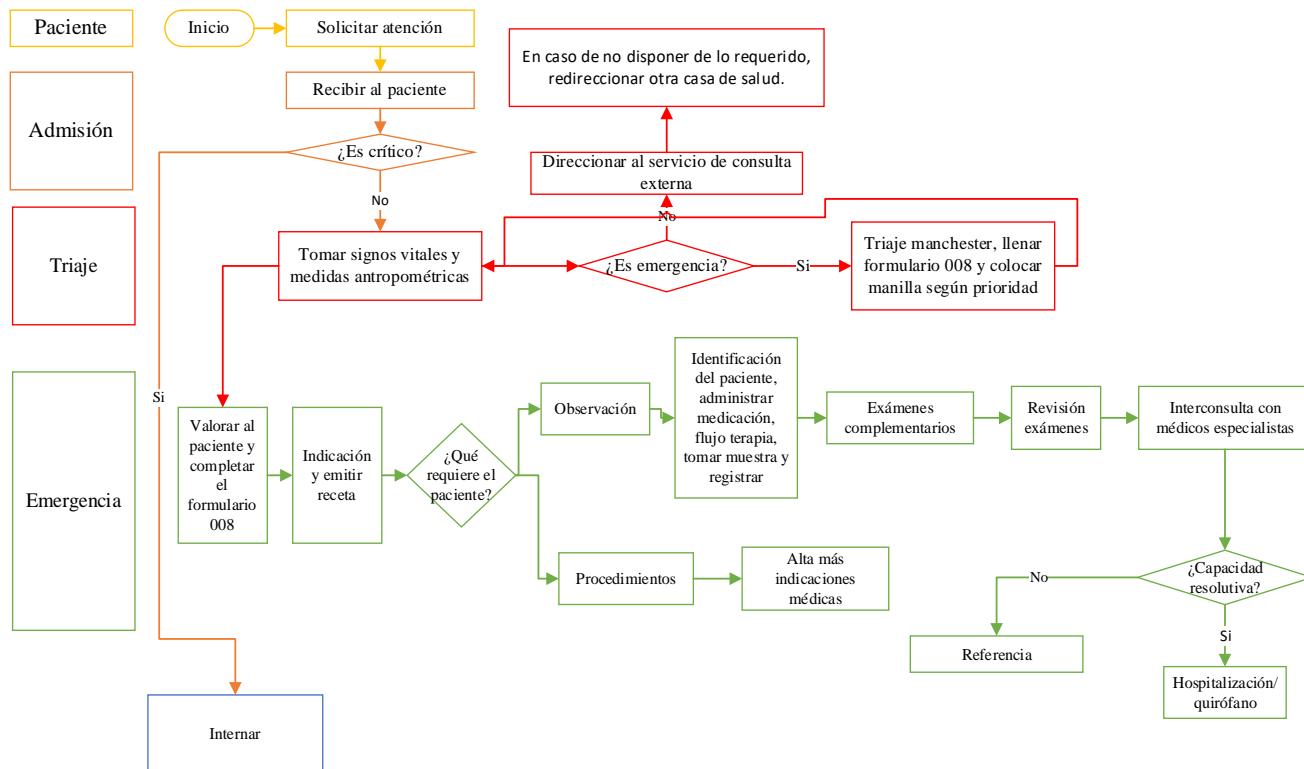 Paciente
Inicio
Solicitar atención
En caso de no disponer de lo requerido,
redireccionar otra casa de salud.
Admisión
Recibir al paciente
¿Es crítico?
No
Direccionar al servicio de consulta
externa
No
Triaje
Tomar signos vitales y
medidas antropométricas
¿Es emergencia?
Si
Triaje manchester, llenar
formulario 008 y colocar
manilla según prioridad
Si
Emergencia
Valorar al
paciente y
completar
el
formulario
008
Indicación
y emitir
receta
¿Qué
requiere el
paciente?
Observación
Identificación
del paciente,
administrar
medicación,
flujo terapia,
tomar muestra y
registrar
Exámenes
complementarios
Revisión
exámenes
Interconsulta con
médicos especialistas
Procedimientos
Alta más
indicaciones
médicas
¿Capacidad
resolutiva?
No
Si
Referencia
Hospitalización/
quirófano
Internar